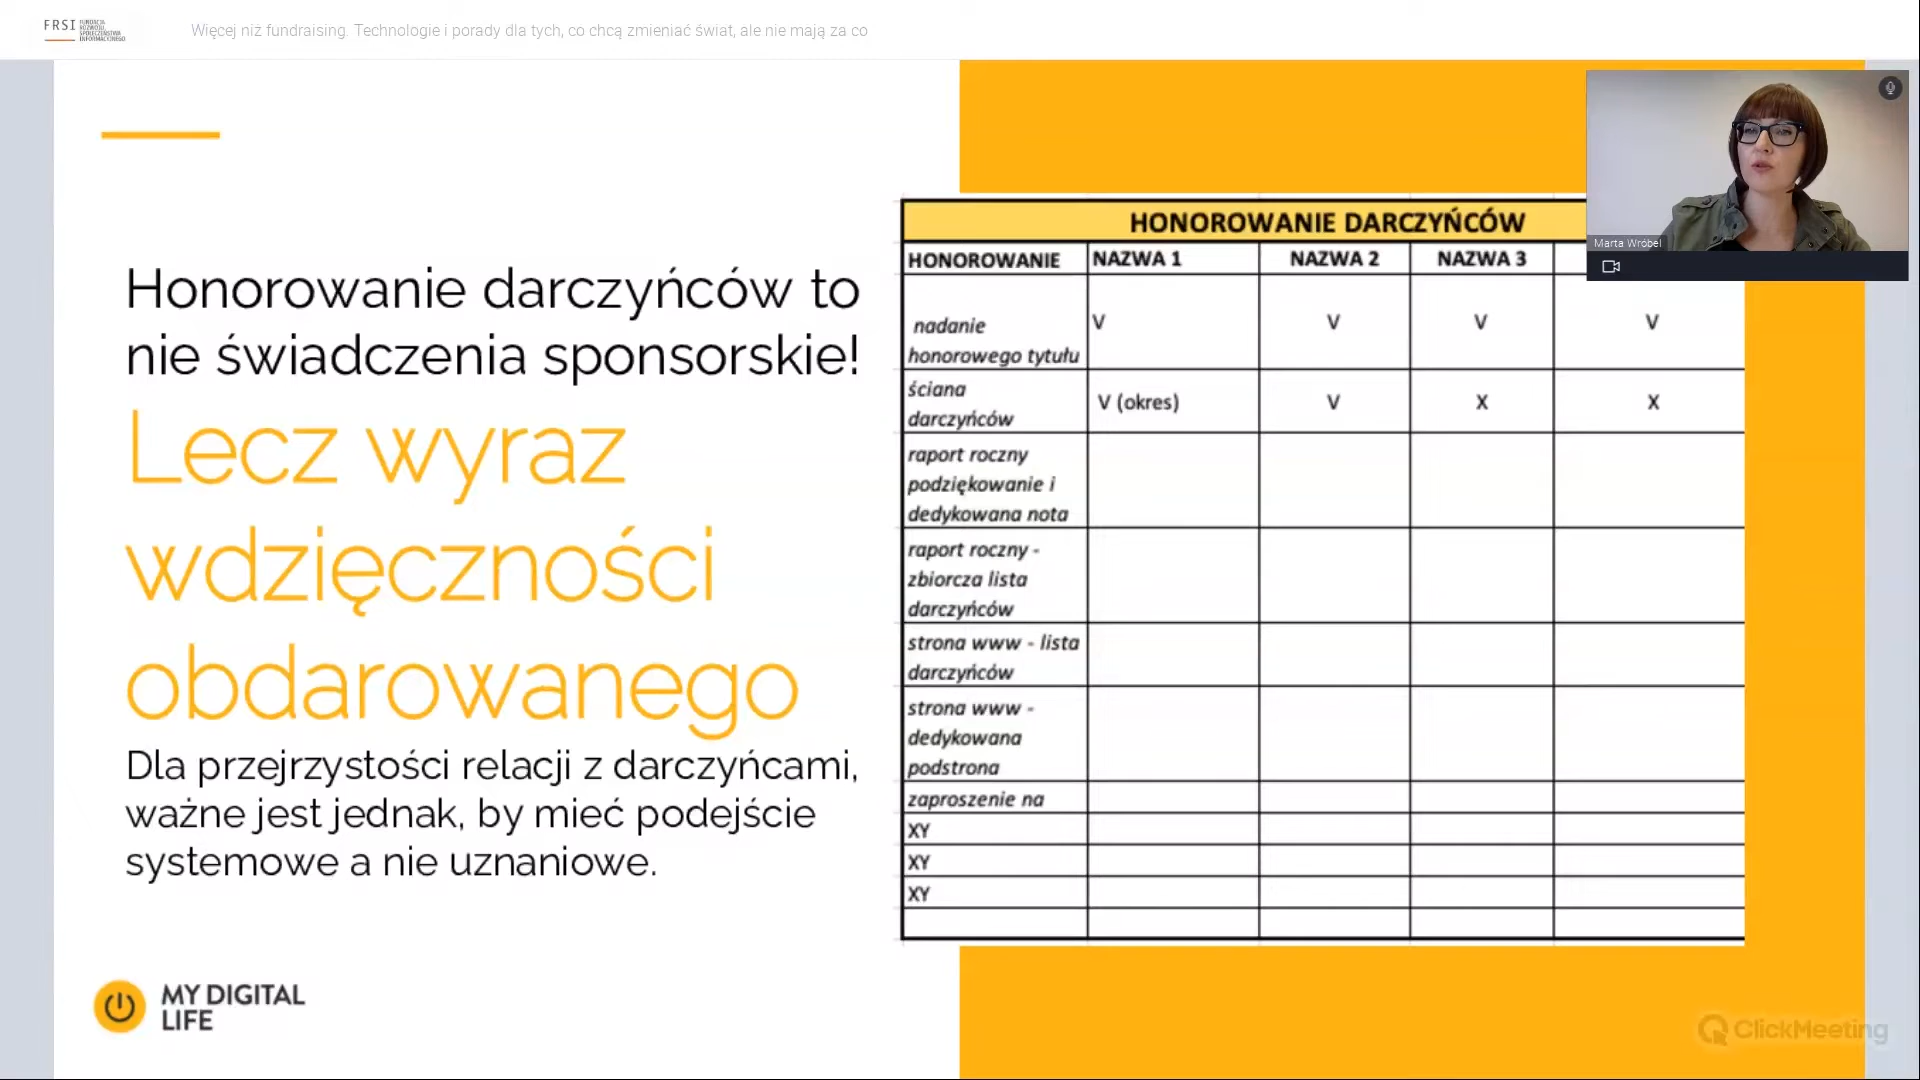 FRSI FUNDACJA
ROZWOJU
SPOŁECZEŃSTWA
INFORMACYJNEGO
Więcej niż fundraising. Technologie i porady dla tych, co chcą zmieniać świat, ale nie mają za co
Honorowanie darczyńców to
nie świadczenia sponsorskie!
Lecz wyraz
wdzięczności
obdarowanego
Dla przejrzystości relacji z darczyńcami,
ważne jest jednak, by mieć podejście
systemowe a nie uznaniowe.
MY DIGITAL
LIFE
HONOROWANIE DARCZYŃCÓW
HONOROWANIE NAZWA 1 NAZWA 2 NAZWA 3
nadanie
honorowego tytułu V V V V
ściana
darczyńców V (okres) V X X
raport roczny
podziękowanie i
dedykowana nota
raport roczny -
zbiorcza lista
darczyńców
strona www - lista
darczyńców
strona www -
dedykowana
podstrona
zaproszenie na
XY
XY
XY
Marta Wróbel
ClickMeeting